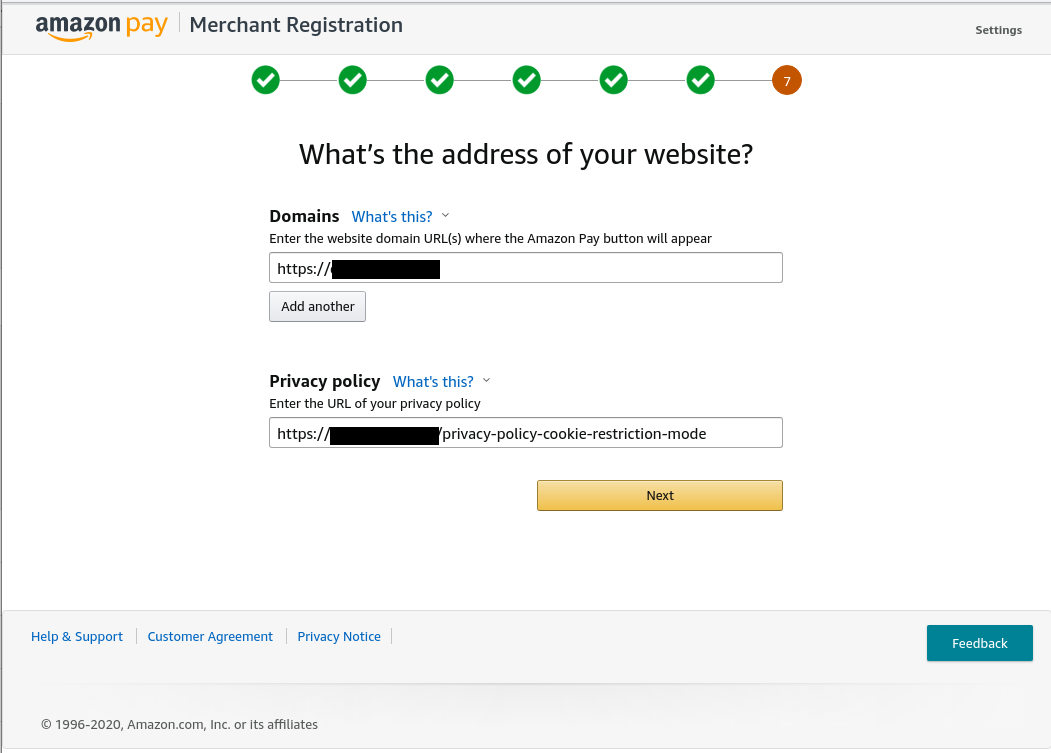 amazon pay Merchant Registration
Settings
7
What's the address of your website?
Domains What's this?
Enter the website domain URL(s) where the Amazon Pay button will appear
https://
Add another
Privacy policy What's this?
Enter the URL of your privacy policy
https:// /privacy-policy-cookie-restriction-mode
Next
Help & Support Customer Agreement Privacy Notice
Feedback
© 1996-2020, Amazon.com, Inc. or its affiliates